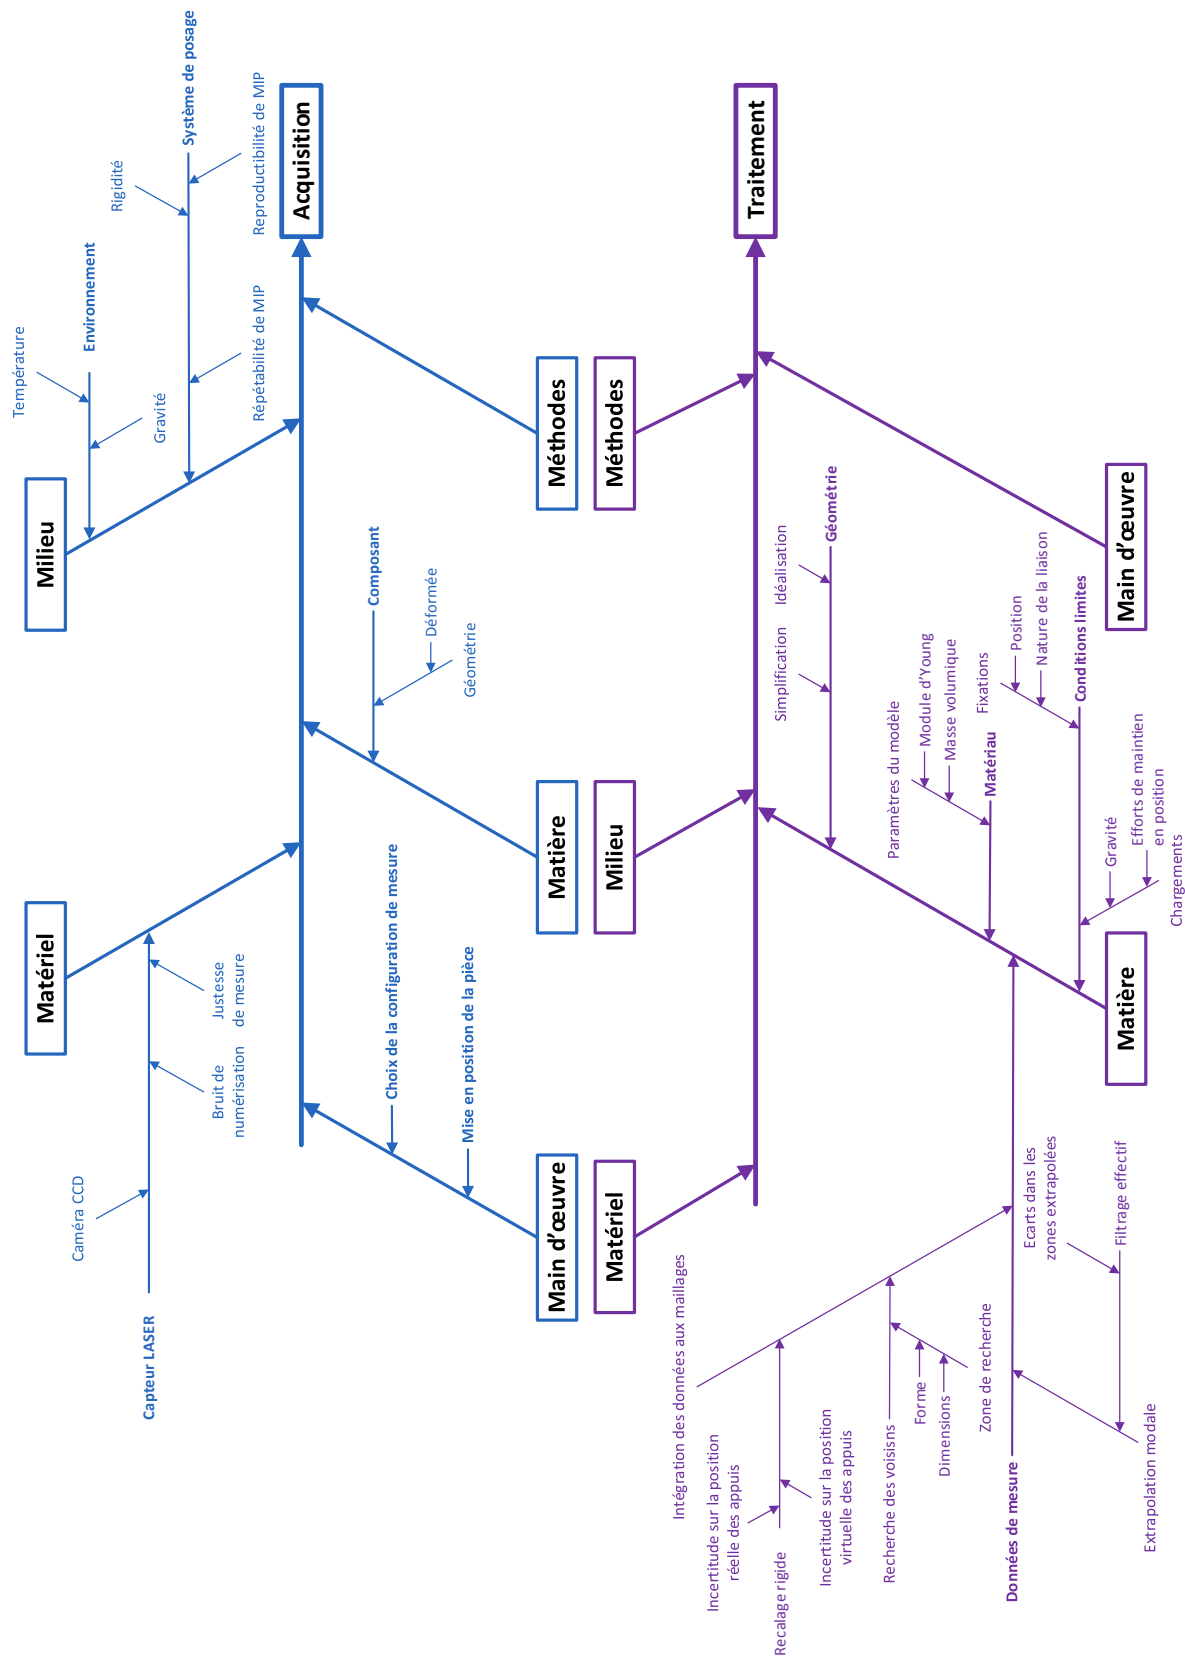 Matériel
Milieu
Capteur LASER
Caméra CCD
Bruit de
numérisation
Justesse
de mesure
Température
Environnement
Gravité
Rigidité
Système de posage
Répétabilité de MIP
Reproductibilité de MIP
Acquisition
Choix de la configuration de mesure
Mise en position de la pièce
Composant
Déformée
Géométrie
Main d’œuvre
Matière
Méthodes
Matériel
Milieu
Méthodes
Traitement
Intégration des données aux maillages
Incertitude sur la position
réelle des appuis
Recalage rigide
Incertitude sur la position
virtuelle des appuis
Recherche des voisisns
Forme
Dimensions
Zone de recherche
Données de mesure
Ecarts dans les
zones extrapolées
Filtrage effectif
Extrapolation modale
Simplification
Idéalisation
Géométrie
Paramètres du modèle
Module d’Young
Masse volumique
Matériau
Fixations
Position
Nature de la liaison
Conditions limites
Gravité
Efforts de maintien
en position
Chargements
Matière
Main d’œuvre